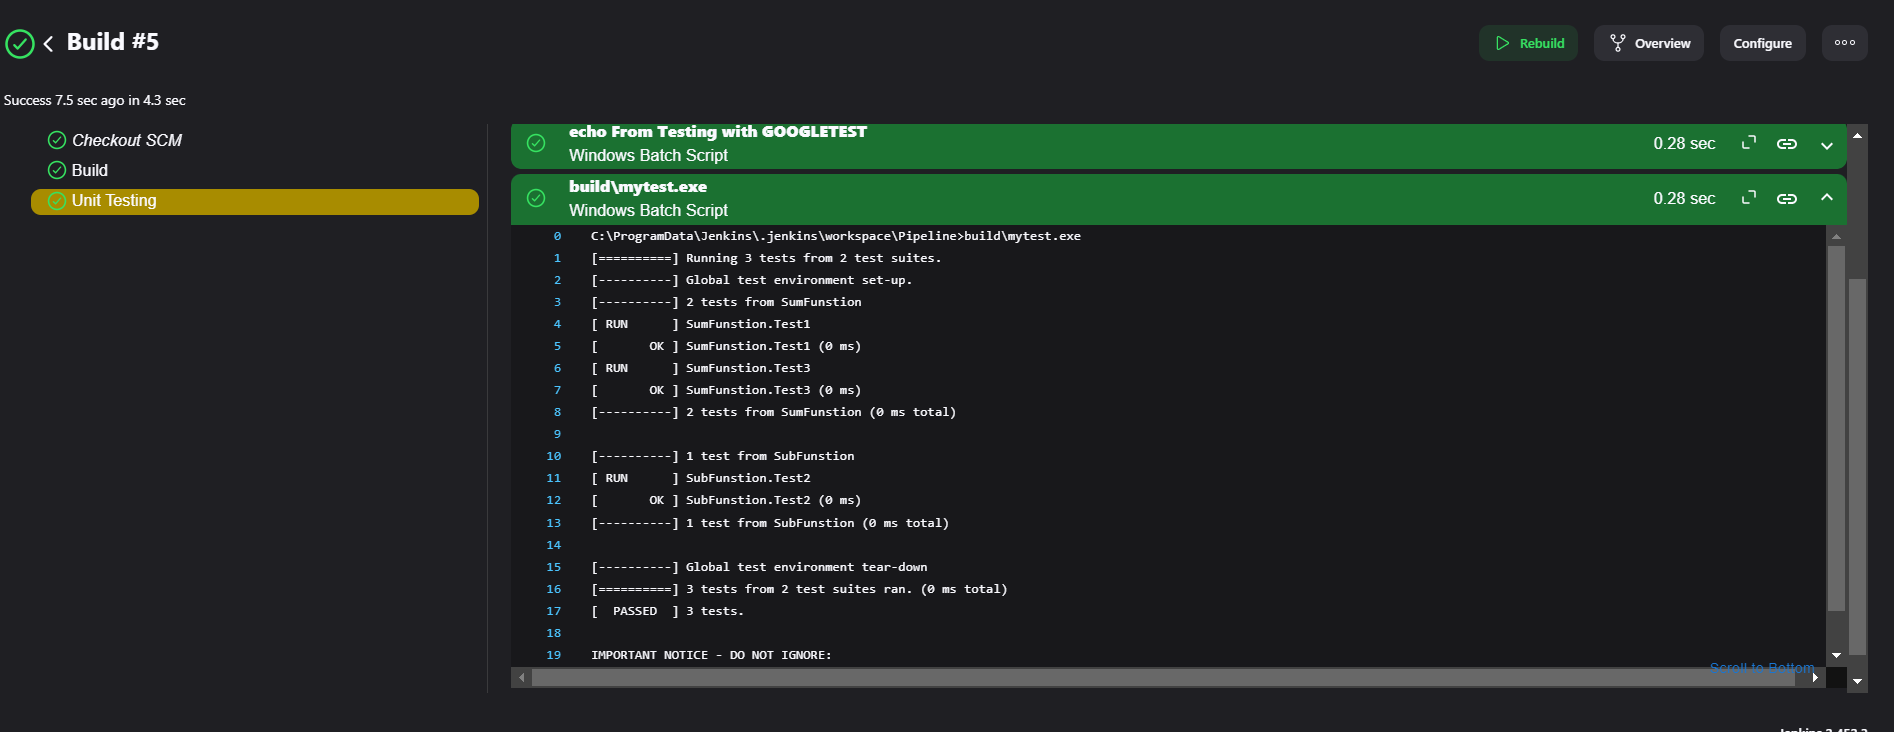 Build #5
Rebuild
Overview
Configure
Success 7.5 sec ago in 4.3 sec
Checkout SCM
Build
Unit Testing
echo From Testing with GOOGLETEST
Windows Batch Script
0.28 sec
build\mytest.exe
Windows Batch Script
0.28 sec
0 C:\ProgramData\Jenkins\.jenkins\workspace\Pipeline>build\mytest.exe
1 [==========] Running 3 tests from 2 test suites.
2 [----------] Global test environment set-up.
3 [----------] 2 tests from SumFunstion
4 [ RUN      ] SumFunstion.Test1
5 [       OK ] SumFunstion.Test1 (0 ms)
6 [ RUN      ] SumFunstion.Test3
7 [       OK ] SumFunstion.Test3 (0 ms)
8 [----------] 2 tests from SumFunstion (0 ms total)
9
10 [----------] 1 test from SubFunstion
11 [ RUN      ] SubFunstion.Test2
12 [       OK ] SubFunstion.Test2 (0 ms)
13 [----------] 1 test from SubFunstion (0 ms total)
14
15 [----------] Global test environment tear-down
16 [==========] 3 tests from 2 test suites ran. (0 ms total)
17 [  PASSED  ] 3 tests.
18
19 IMPORTANT NOTICE - DO NOT IGNORE:
Scroll to Bottom